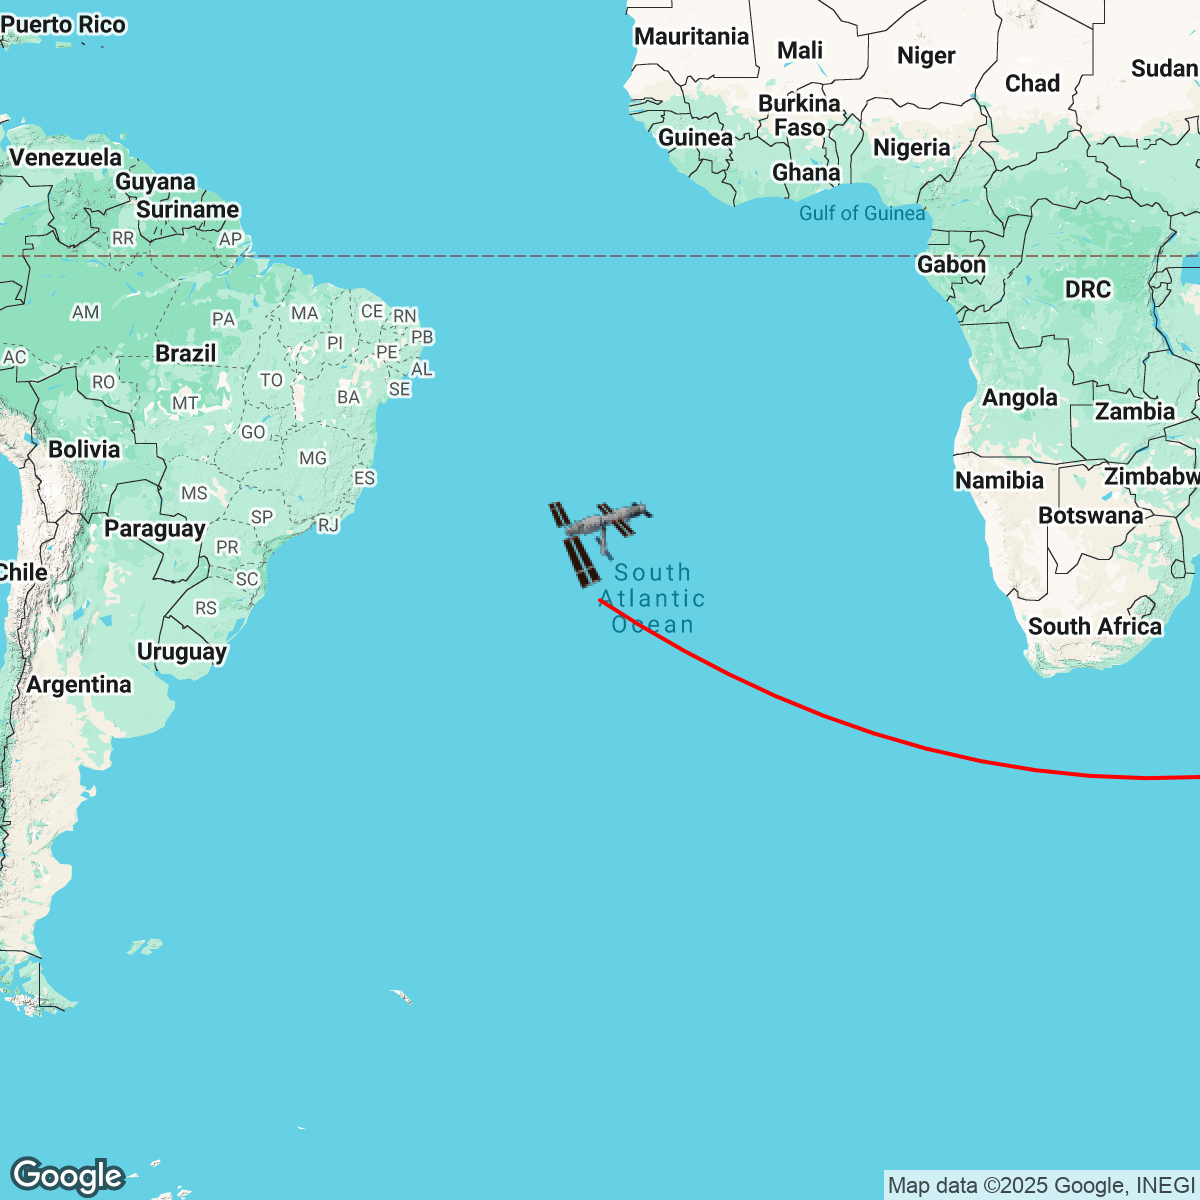 Puerto Rico
Mauritania
Mali
Niger
Chad
Sudan
Burkina
Faso
Guinea
Nigeria
Ghana
Venezuela
Guyana
Suriname
Gulf of Guinea
RR
AP
Gabon
DRC
AM
PA
MA
CE
RN
PI
PB
PE
AC
Brazil
AL
RO
TO
SE
MT
BA
Angola
Zambia
GO
Bolivia
MG
ES
Namibia
Zimbabw
MS
SP
RJ
Botswana
Paraguay
PR
Chile
SC
South
Atlantic
Ocean
RS
South Africa
Uruguay
Argentina
Google
Map data ©2025 Google, INEGI